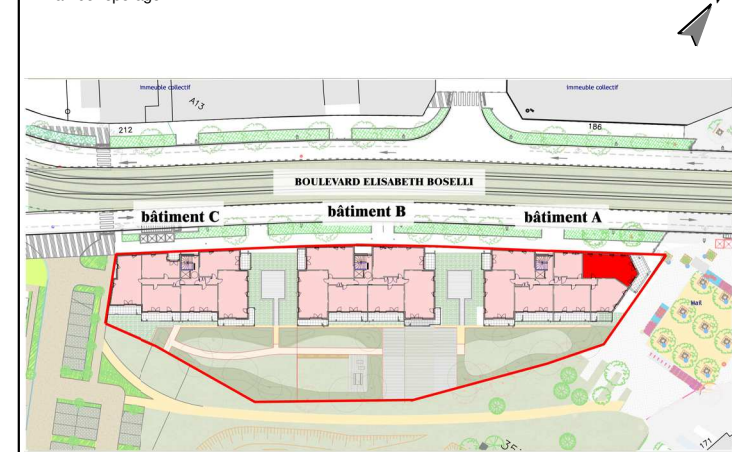 Immeuble collectif
Immeuble collectif
A13
212
186
BOULEVARD ELISABETH BOSELLI
bâtiment C
bâtiment B
bâtiment A
Mail
171